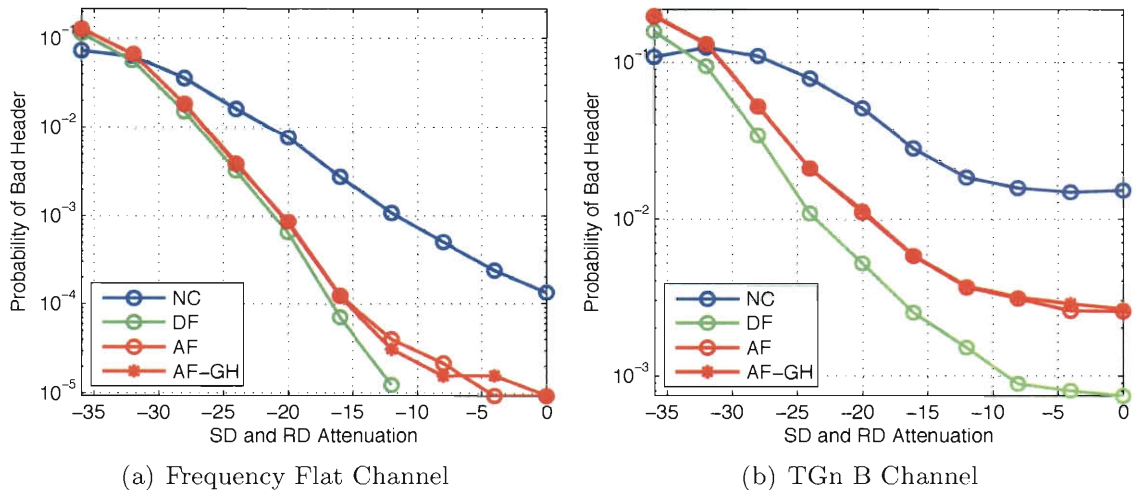 10^-1
10^-2
10^-3
10^-4
10^-5
Probability of Bad Header
NC
DF
AF
AF-GH
-35 -30 -25 -20 -15 -10 -5 0
SD and RD Attenuation
(a) Frequency Flat Channel
10^-1
10^-2
10^-3
Probability of Bad Header
NC
DF
AF
AF-GH
-35 -30 -25 -20 -15 -10 -5 0
SD and RD Attenuation
(b) TGn B Channel